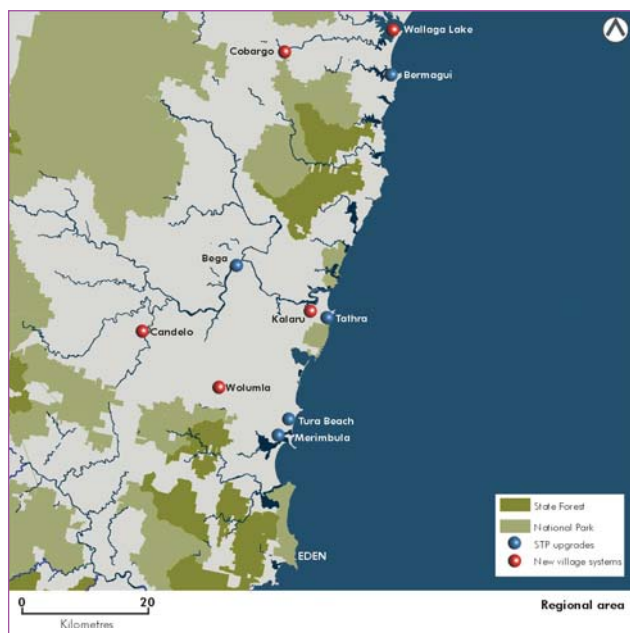 Wallaga Lake
Cobargo
Bermagui
Bega
Kalaru
Tathra
Candelo
Wolumla
Tura Beach
Merimbula
State Forest
National Park
STP upgrades
New village systems
EDEN
0 20
Kilometres
Regional area